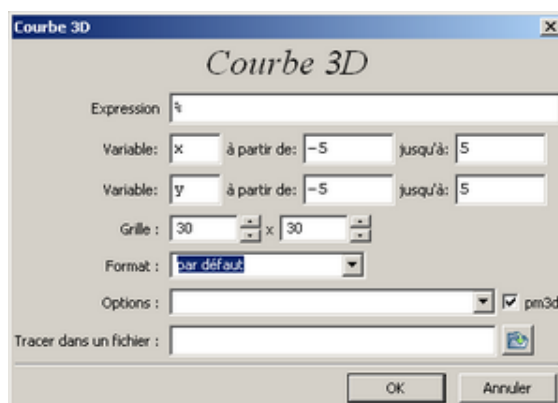 Courbe 3D
Courbe 3D
Expression %
Variable: x à partir de: -5 jusqu'à: 5
Variable: y à partir de: -5 jusqu'à: 5
Grille : 30 x 30
Format : par défaut
Options : pm3d
Tracer dans un fichier :
OK Annuler